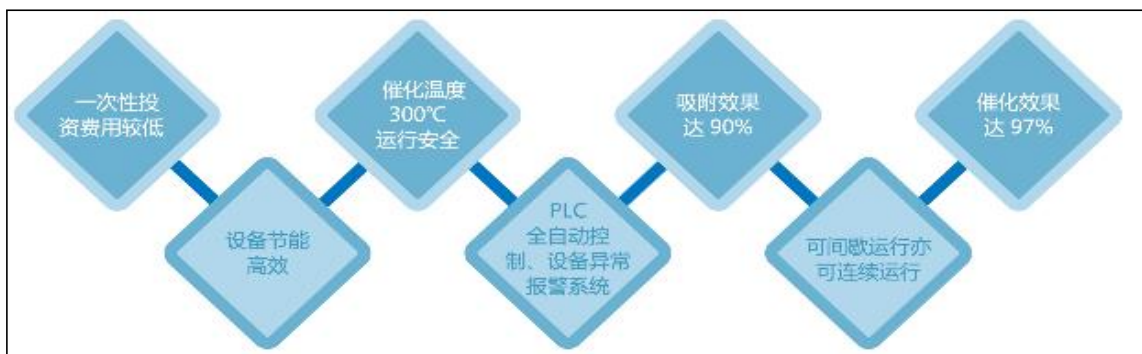 一次性投
资费用较低
设备节能
高效
催化温度
300℃
运行安全
PLC
全自动控
制、设备异常
报警系统
吸附效果
达 90%
可间歇运行亦
可连续运行
催化效果
达 97%